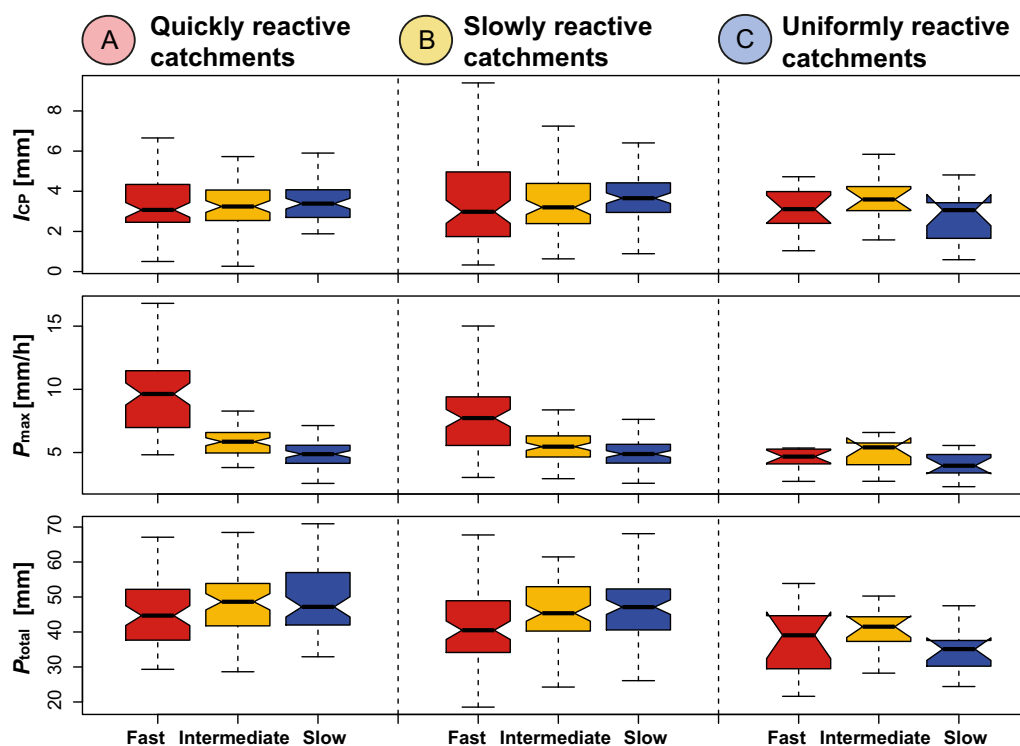 A Quickly reactive catchments
B Slowly reactive catchments
C Uniformly reactive catchments
I_CP [mm]
8
6
4
2
0
P_max [mm/h]
15
10
5
P_total [mm]
70
60
50
40
30
20
Fast Intermediate Slow Fast Intermediate Slow Fast Intermediate Slow